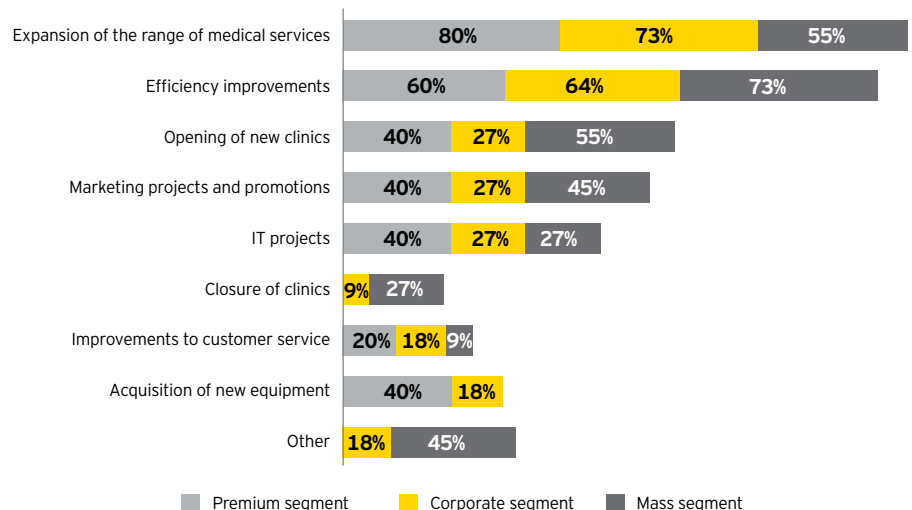 Expansion of the range of medical services 80% 73% 55%
Efficiency improvements 60% 64% 73%
Opening of new clinics 40% 27% 55%
Marketing projects and promotions 40% 27% 45%
IT projects 40% 27% 27%
Closure of clinics 9% 27%
Improvements to customer service 20% 18% 9%
Acquisition of new equipment 40% 18%
Other 18% 45%
Premium segment Corporate segment Mass segment